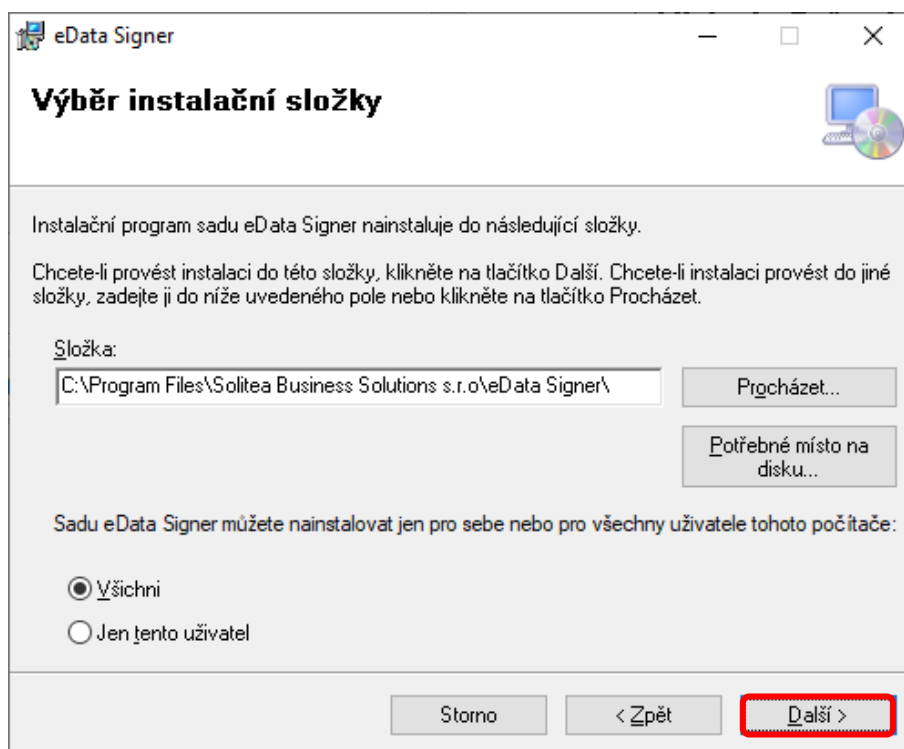 eData Signer
Výběr instalační složky
Instalační program sadu eData Signer nainstaluje do následující složky.
Chcete-li provést instalaci do této složky, klikněte na tlačítko Další. Chcete-li instalaci provést do jiné
složky, zadejte ji do níže uvedeného pole nebo klikněte na tlačítko Procházet.
Složka:
C:\Program Files\Solitea Business Solutions s.r.o\eData Signer\
Procházet...
Potřebné místo na
disku...
Sadu eData Signer můžete nainstalovat jen pro sebe nebo pro všechny uživatele tohoto počítače:
Všichni
Jen tento uživatel
Storno
< Zpět
Další >